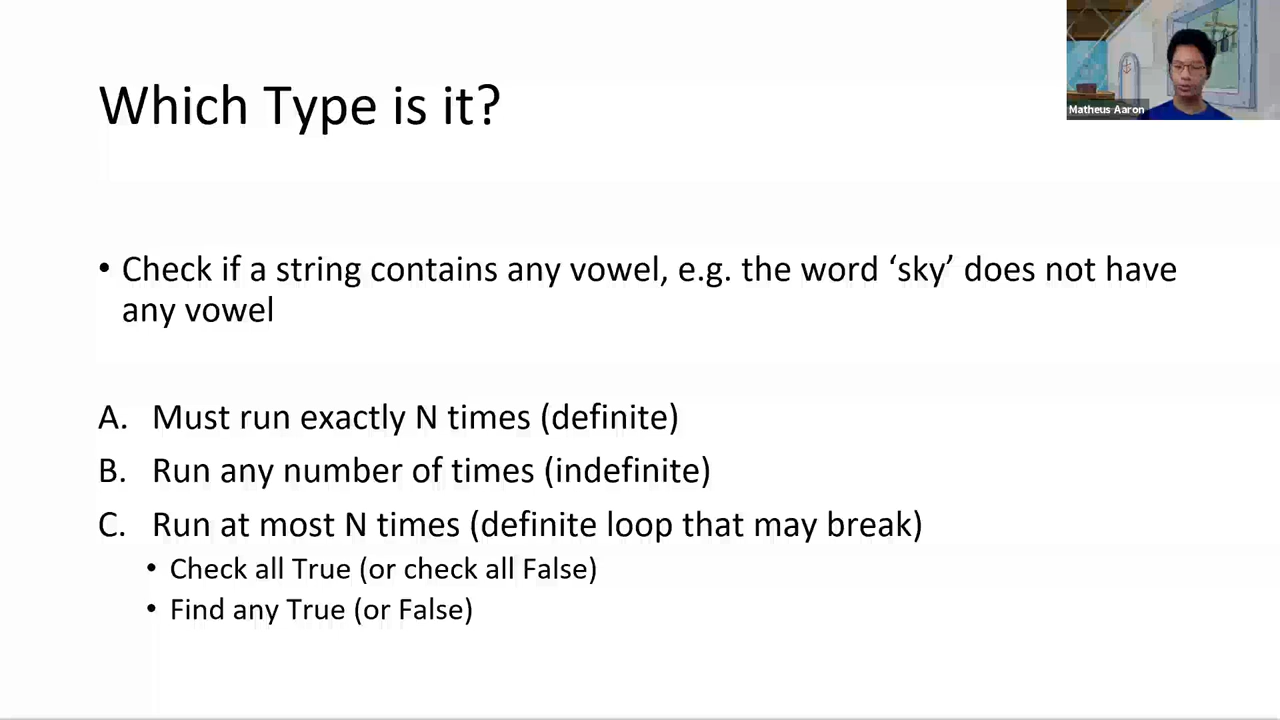 Which Type is it?
Matheus Aaron
• Check if a string contains any vowel, e.g. the word ‘sky’ does not have
any vowel
A. Must run exactly N times (definite)
B. Run any number of times (indefinite)
C. Run at most N times (definite loop that may break)
• Check all True (or check all False)
• Find any True (or False)